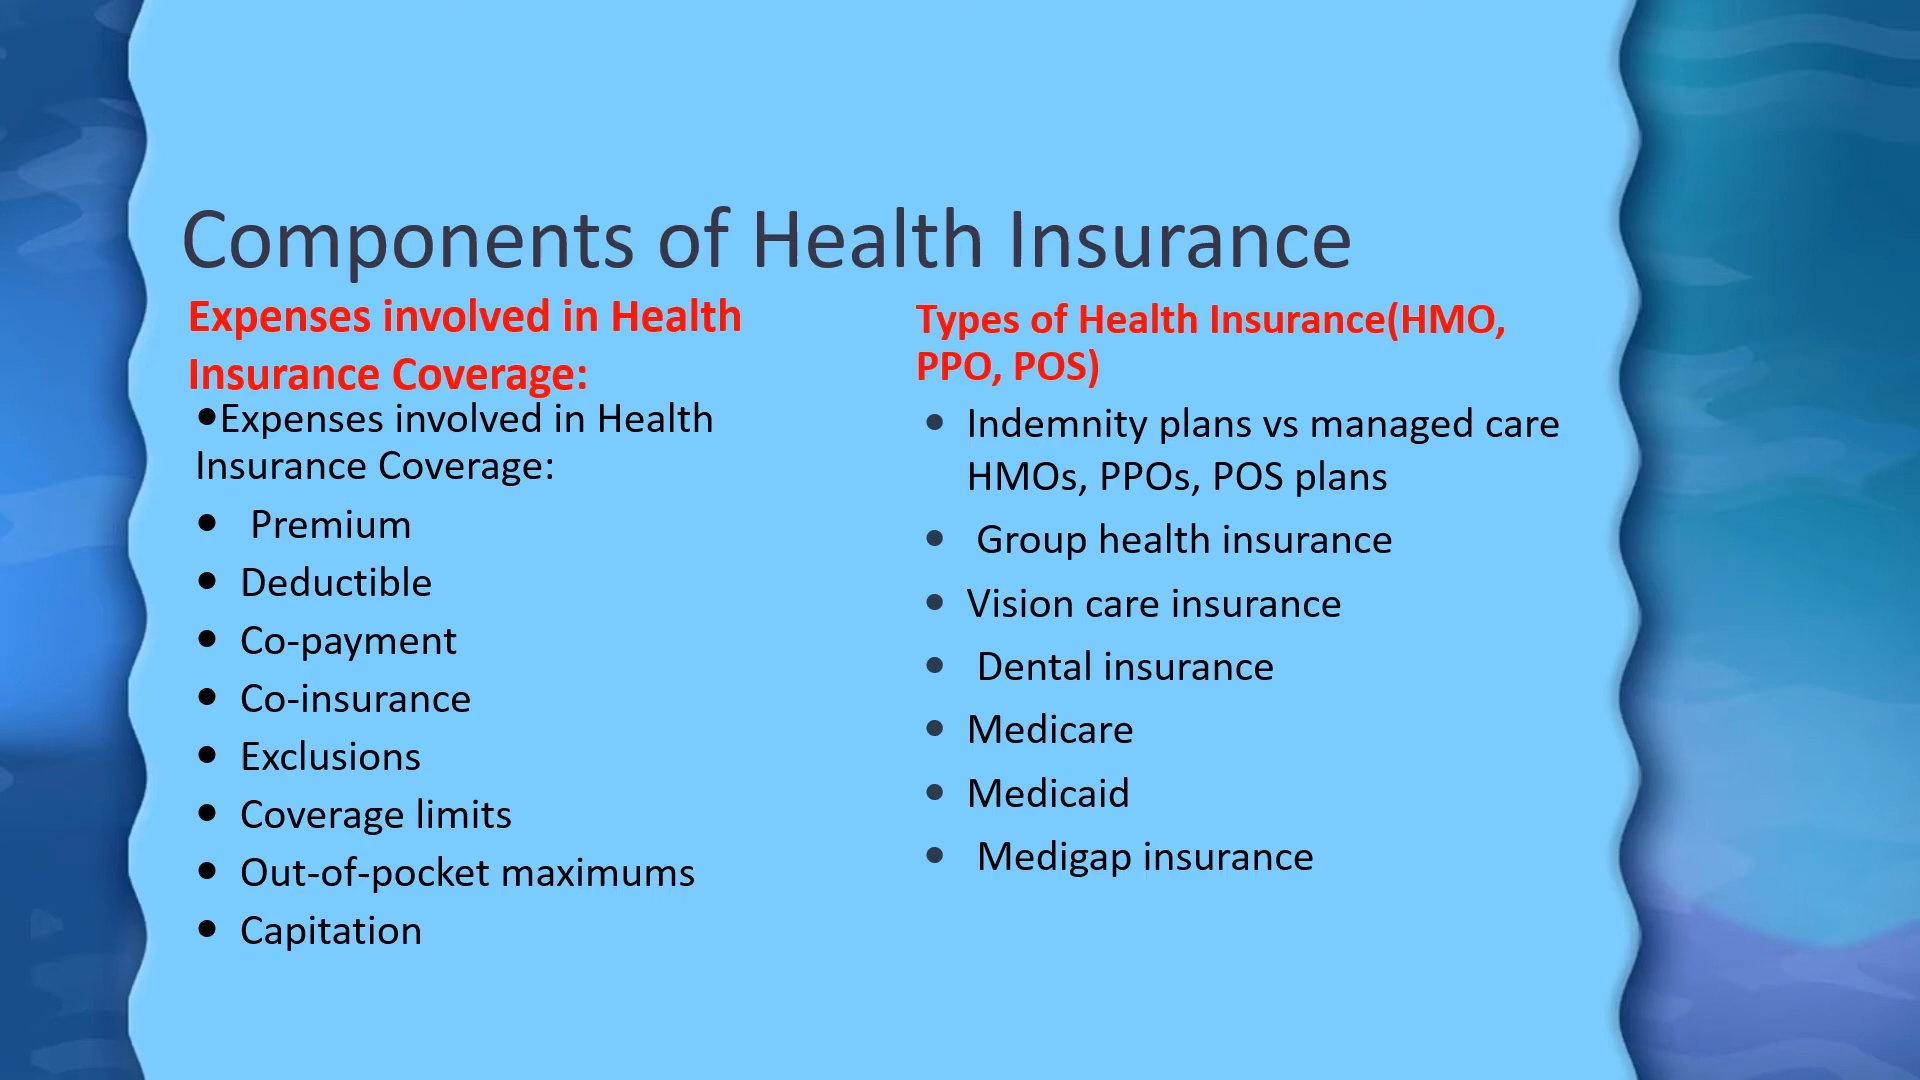 Components of Health Insurance
Expenses involved in Health
Insurance Coverage:
•Expenses involved in Health
Insurance Coverage:
• Premium
• Deductible
• Co-payment
• Co-insurance
• Exclusions
• Coverage limits
• Out-of-pocket maximums
• Capitation
Types of Health Insurance(HMO,
PPO, POS)
• Indemnity plans vs managed care
HMOs, PPOs, POS plans
• Group health insurance
• Vision care insurance
• Dental insurance
• Medicare
• Medicaid
• Medigap insurance